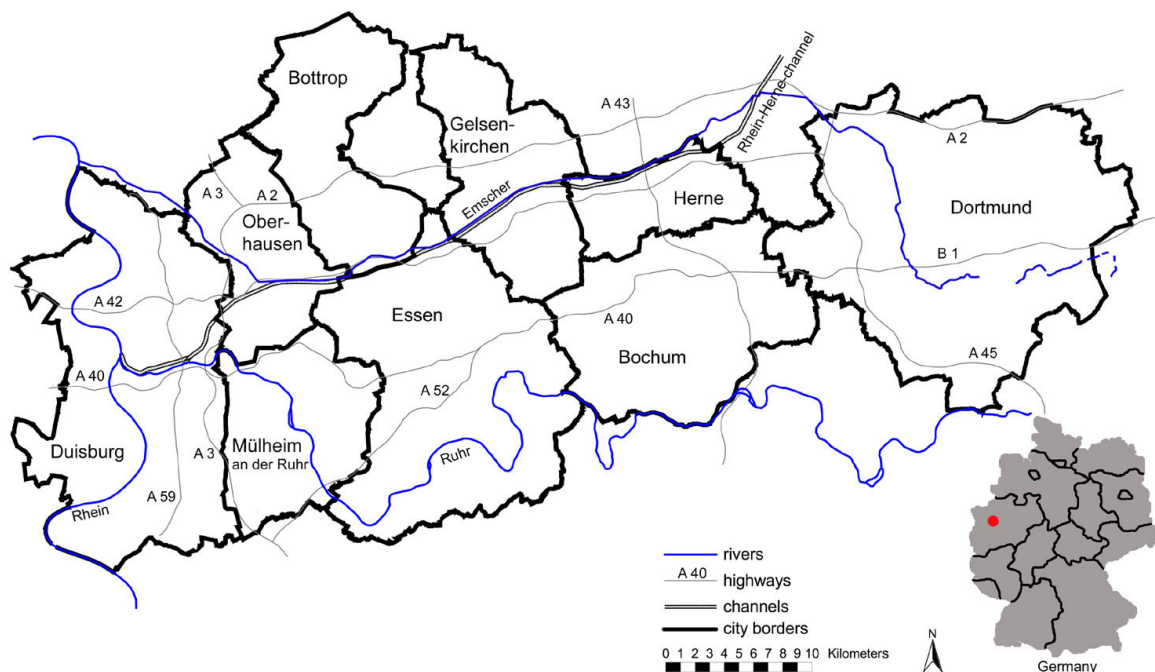 Bottrop
Gelsen-
kirchen
A 43
Rhein-Herne-channel
A 2
Dortmund
A 3
A 2
Ober-
hausen
Emscher
Herne
B 1
A 42
Essen
A 40
Bochum
A 45
A 40
A 52
Duisburg
A 3
Mülheim
an der Ruhr
Ruhr
A 59
Rhein
rivers
A 40
highways
channels
city borders
0 1 2 3 4 5 6 7 8 9 10 Kilometers
N
Germany